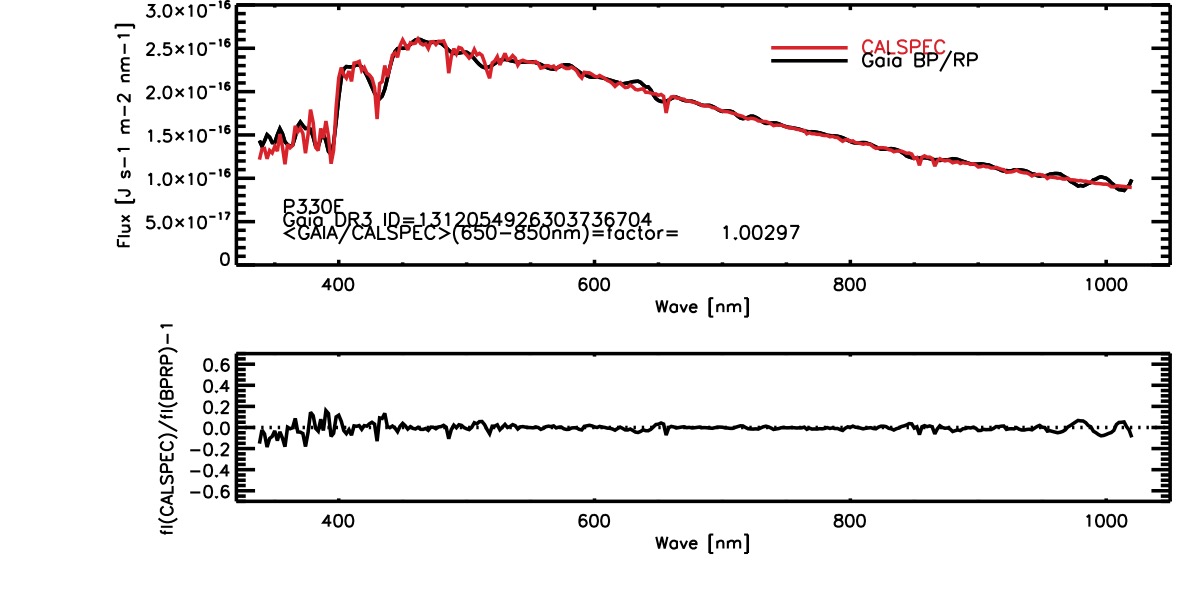 3.0×10−16
2.5×10−16
2.0×10−16
1.5×10−16
1.0×10−16
5.0×10−17
0
Flux [J s−1 m−2 nm−1]
CALSPEC
Gaia BP/RP
P330E
Gaia DR3 ID=1312054926303736704
<GAIA/CALSPEC>(650−850nm)=factor= 1.00297
400 600 800 1000
Wave [nm]
fl(CALSPEC)/fl(BPRP)−1
0.6
0.4
0.2
0.0
−0.2
−0.4
−0.6
400 600 800 1000
Wave [nm]